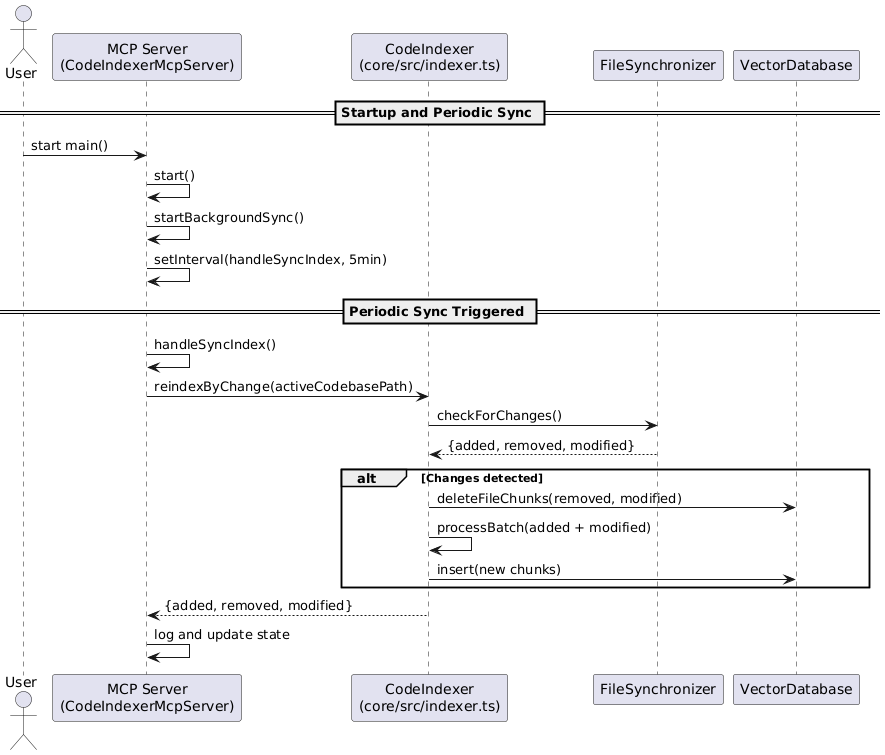 User
MCP Server
(CodeIndexerMcpServer)
CodeIndexer
(core/src/indexer.ts)
FileSynchronizer
VectorDatabase
Startup and Periodic Sync
start main()
start()
startBackgroundSync()
setInterval(handleSyncIndex, 5min)
Periodic Sync Triggered
handleSyncIndex()
reindexByChange(activeCodebasePath)
checkForChanges()
{added, removed, modified}
alt [Changes detected]
deleteFileChunks(removed, modified)
processBatch(added + modified)
insert(new chunks)
{added, removed, modified}
log and update state
User
MCP Server
(CodeIndexerMcpServer)
CodeIndexer
(core/src/indexer.ts)
FileSynchronizer
VectorDatabase